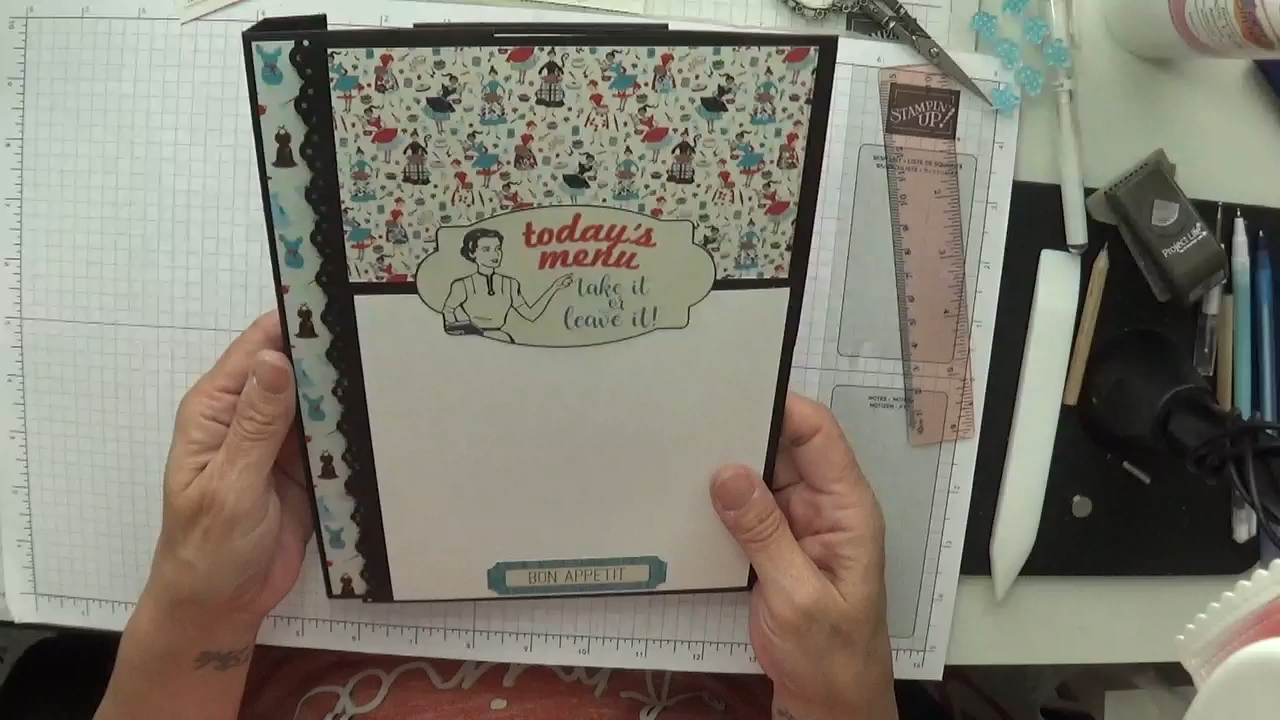 today's
menu
take it
or
leave it!
BON APPETIT
STAMPIN'
UP!
Project Life